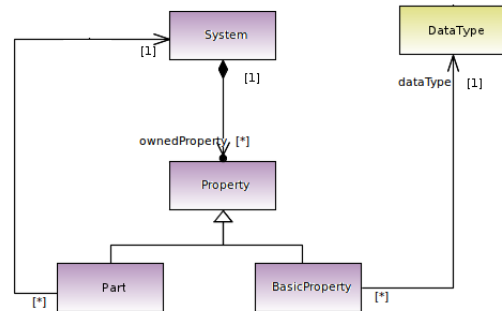 System
DataType
[1]
[1]
dataType
[1]
ownedProperty
[*]
Property
Part
BasicProperty
[*]
[*]